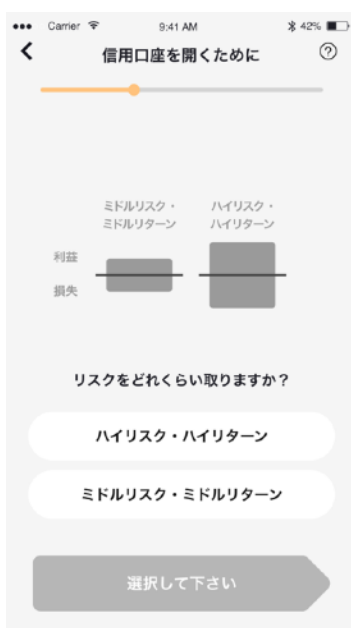 Carrier 9:41 AM 42%
信用口座を開くために ?
ミドルリスク・
ミドルリターン
ハイリスク・
ハイリターン
利益
損失
リスクをどれくらい取りますか?
ハイリスク・ハイリターン
ミドルリスク・ミドルリターン
選択して下さい